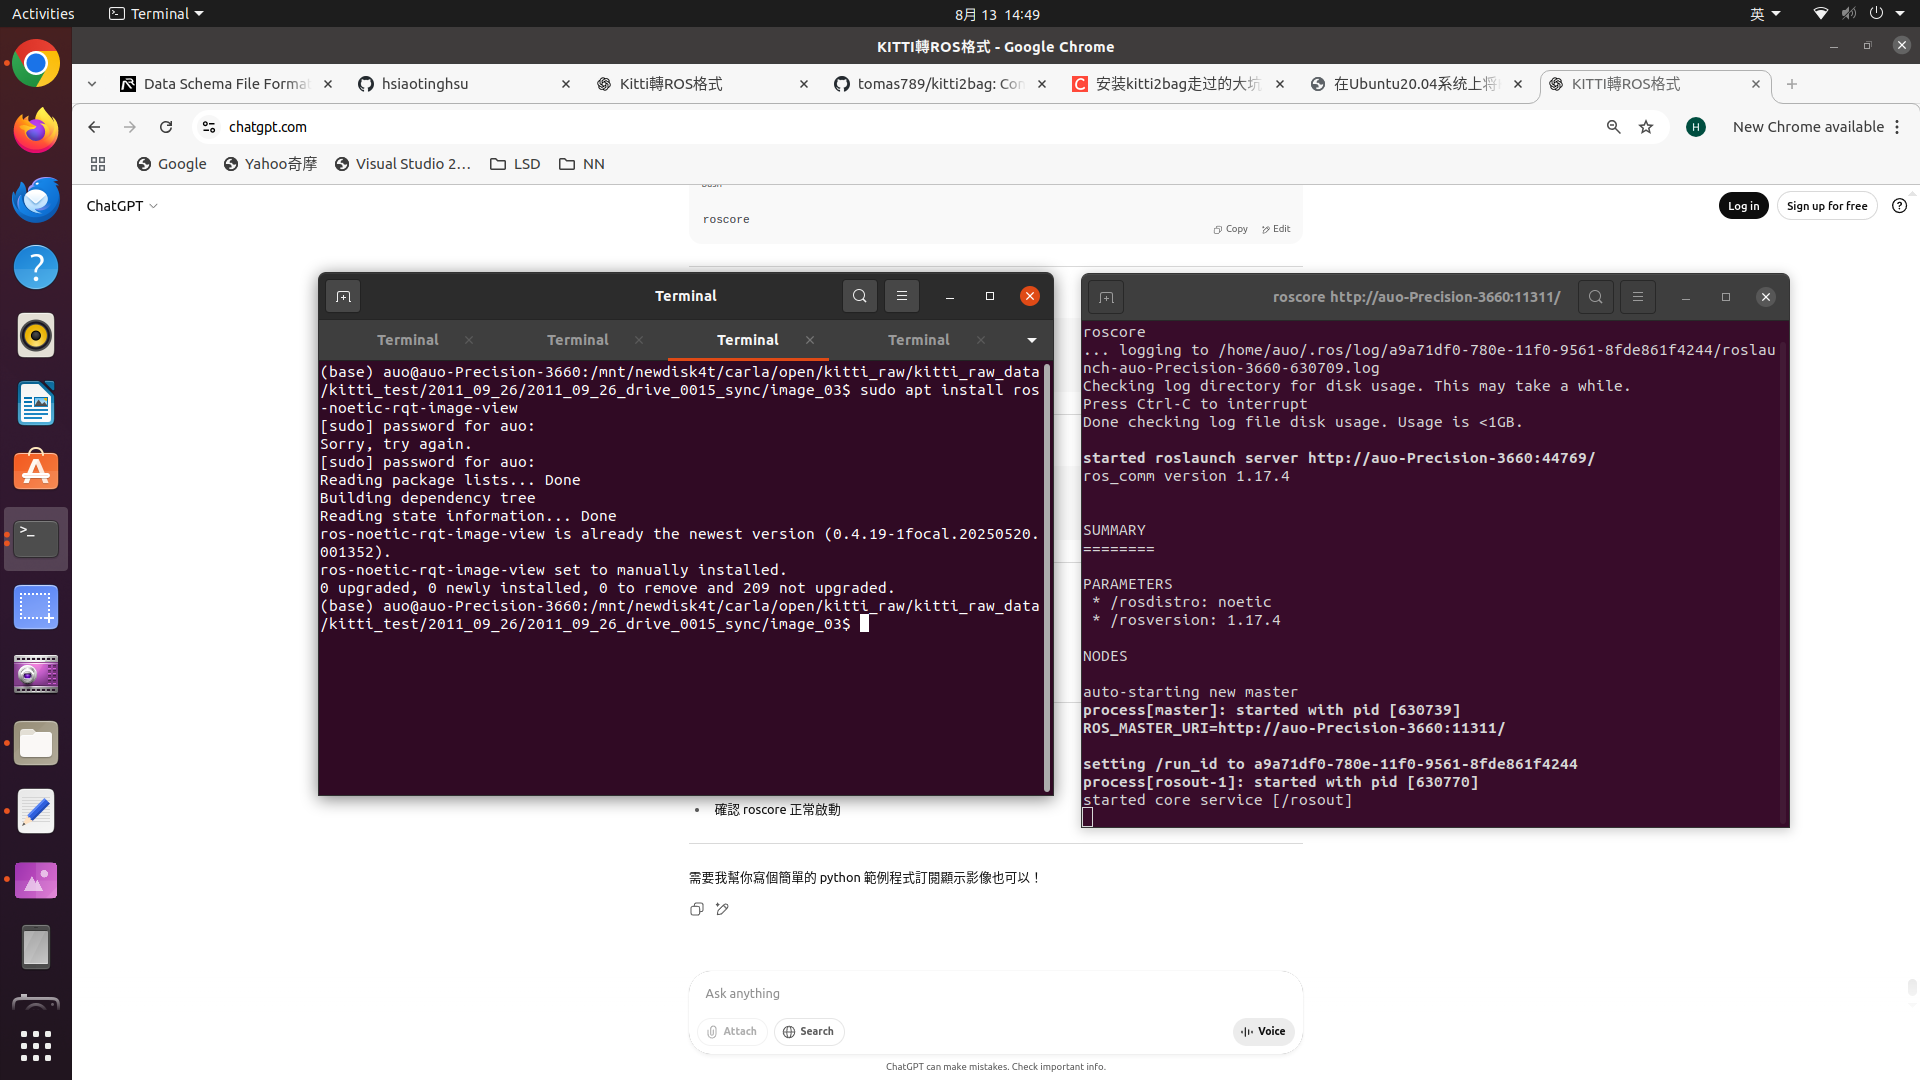 Activities
Terminal
8月 13 14:49
英
KITTI轉ROS格式 - Google Chrome
Data Schema File Format
hsiaotinghsu
Kitti轉ROS格式
tomas789/kitti2bag: Con
安装kitti2bag走过的大坑
在Ubuntu20.04系统上将
KITTI轉ROS格式
chatgpt.com
H
New Chrome available
Google
Yahoo奇摩
Visual Studio 2…
LSD
NN
ChatGPT
Log in
Sign up for free
roscore
Copy
Edit
Terminal
Terminal
Terminal
Terminal
Terminal
(base) auo@auo-Precision-3660:/mnt/newdisk4t/carla/open/kitti_raw/kitti_raw_data
/kitti_test/2011_09_26/2011_09_26_drive_0015_sync/image_03$ sudo apt install ros
-noetic-rqt-image-view
[sudo] password for auo:
Sorry, try again.
[sudo] password for auo:
Reading package lists... Done
Building dependency tree
Reading state information... Done
ros-noetic-rqt-image-view is already the newest version (0.4.19-1focal.20250520.
001352).
ros-noetic-rqt-image-view set to manually installed.
0 upgraded, 0 newly installed, 0 to remove and 209 not upgraded.
(base) auo@auo-Precision-3660:/mnt/newdisk4t/carla/open/kitti_raw/kitti_raw_data
/kitti_test/2011_09_26/2011_09_26_drive_0015_sync/image_03$
roscore http://auo-Precision-3660:11311/
roscore
... logging to /home/auo/.ros/log/a9a71df0-780e-11f0-9561-8fde861f4244/roslau
nch-auo-Precision-3660-630709.log
Checking log directory for disk usage. This may take a while.
Press Ctrl-C to interrupt
Done checking log file disk usage. Usage is <1GB.
started roslaunch server http://auo-Precision-3660:44769/
ros_comm version 1.17.4
SUMMARY
========
PARAMETERS
* /rosdistro: noetic
* /rosversion: 1.17.4
NODES
auto-starting new master
process[master]: started with pid [630739]
ROS_MASTER_URI=http://auo-Precision-3660:11311/
setting /run_id to a9a71df0-780e-11f0-9561-8fde861f4244
process[rosout-1]: started with pid [630770]
started core service [/rosout]
• 確認 roscore 正常啟動
需要我幫你寫個簡單的 python 範例程式訂閱顯示影像也可以！
Ask anything
Attach
Search
Voice
ChatGPT can make mistakes. Check important info.